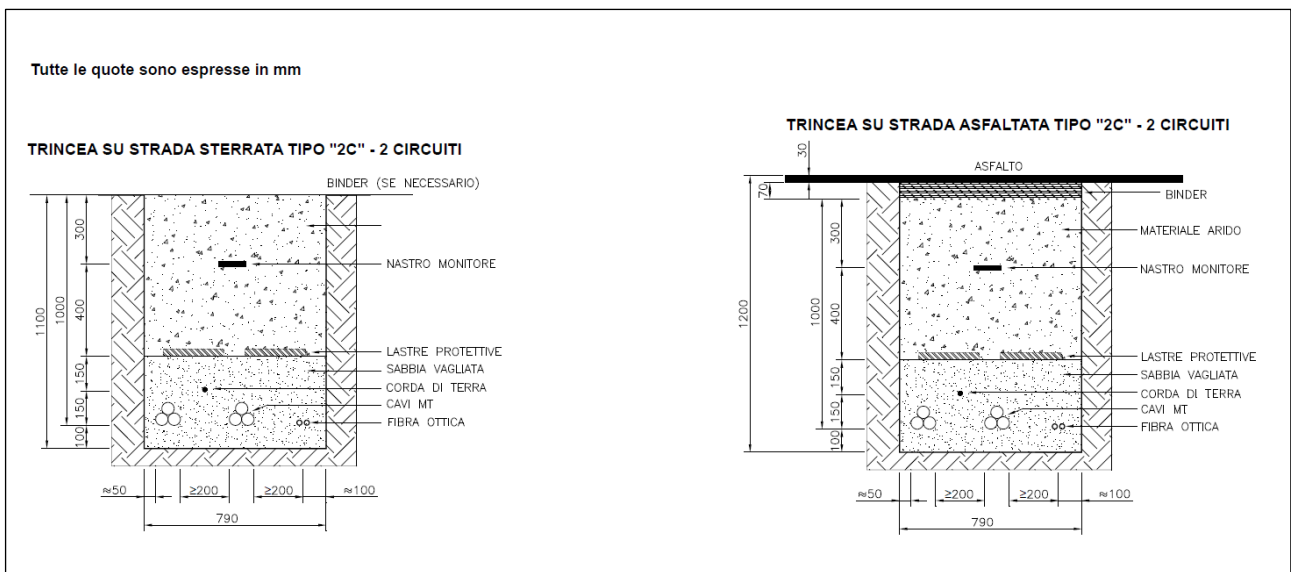 Tutte le quote sono espresse in mm
TRINCEA SU STRADA STERRATA TIPO "2C" - 2 CIRCUITI
BINDER (SE NECESSARIO)
NASTRO MONITORE
LASTRE PROTETTIVE
SABBIA VAGLIATA
CORDA DI TERRA
CAVI MT
FIBRA OTTICA
1100
1000
300
400
150
150
100
≈50
≥200
≥200
≈100
790
TRINCEA SU STRADA ASFALTATA TIPO "2C" - 2 CIRCUITI
30
ASFALTO
70
BINDER
MATERIALE ARIDO
NASTRO MONITORE
LASTRE PROTETTIVE
SABBIA VAGLIATA
CORDA DI TERRA
CAVI MT
FIBRA OTTICA
1200
1000
300
400
150
150
100
≈50
≥200
≥200
≈100
790